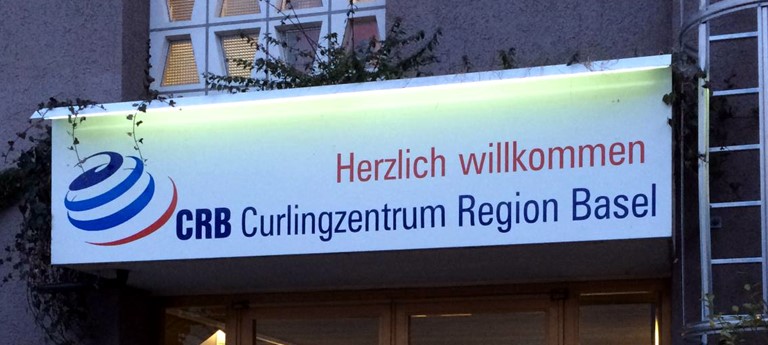 Herzlich willkommen
CRB Curlingzentrum Region Basel